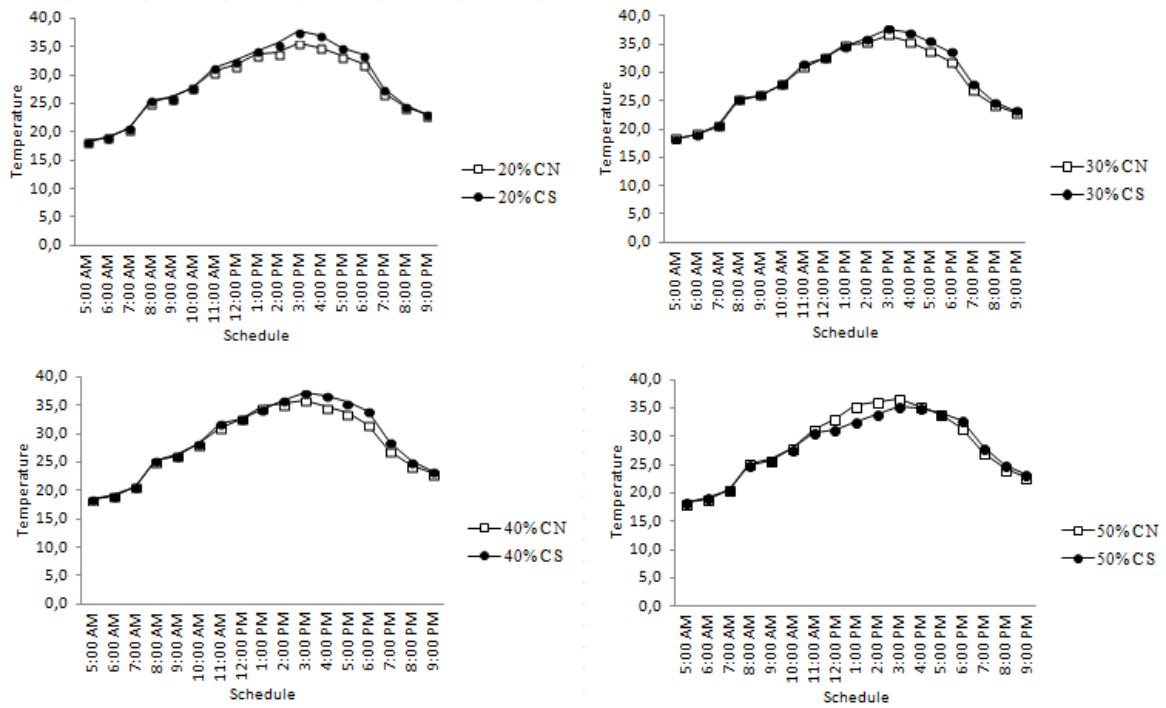 40,0
35,0
30,0
25,0
20,0
15,0
10,0
5,0
0,0
Temperature
5:00 AM
6:00 AM
7:00 AM
8:00 AM
9:00 AM
10:00 AM
11:00 AM
12:00 PM
1:00 PM
2:00 PM
3:00 PM
4:00 PM
5:00 PM
6:00 PM
7:00 PM
8:00 PM
9:00 PM
Schedule
20%CN
20%CS
40,0
35,0
30,0
25,0
20,0
15,0
10,0
5,0
0,0
Temperature
5:00 AM
6:00 PM
7:00 AM
8:00 AM
9:00 AM
10:00 AM
11:00 AM
12:00 PM
1:00 PM
2:00 PM
3:00 PM
4:00 PM
5:00 PM
6:00 PM
7:00 PM
8:00 PM
9:00 PM
Schedule
30%CN
30%CS
40,0
35,0
30,0
25,0
20,0
15,0
10,0
5,0
0,0
Temperature
5:00 AM
6:00 AM
7:00 AM
8:00 AM
9:00 AM
10:00 AM
11:00 AM
12:00 PM
1:00 PM
2:00 PM
3:00 PM
4:00 PM
5:00 PM
6:00 PM
7:00 PM
8:00 PM
9:00 PM
Schedule
40%CN
40%CS
40,0
35,0
30,0
25,0
20,0
15,0
10,0
5,0
0,0
Temperature
5:00 AM
6:00 AM
7:00 AM
8:00 AM
9:00 AM
10:00 AM
11:00 AM
12:00 PM
1:00 PM
2:00 PM
3:00 PM
4:00 PM
5:00 PM
6:00 PM
7:00 PM
8:00 PM
9:00 PM
Schedule
50%CN
50%CS